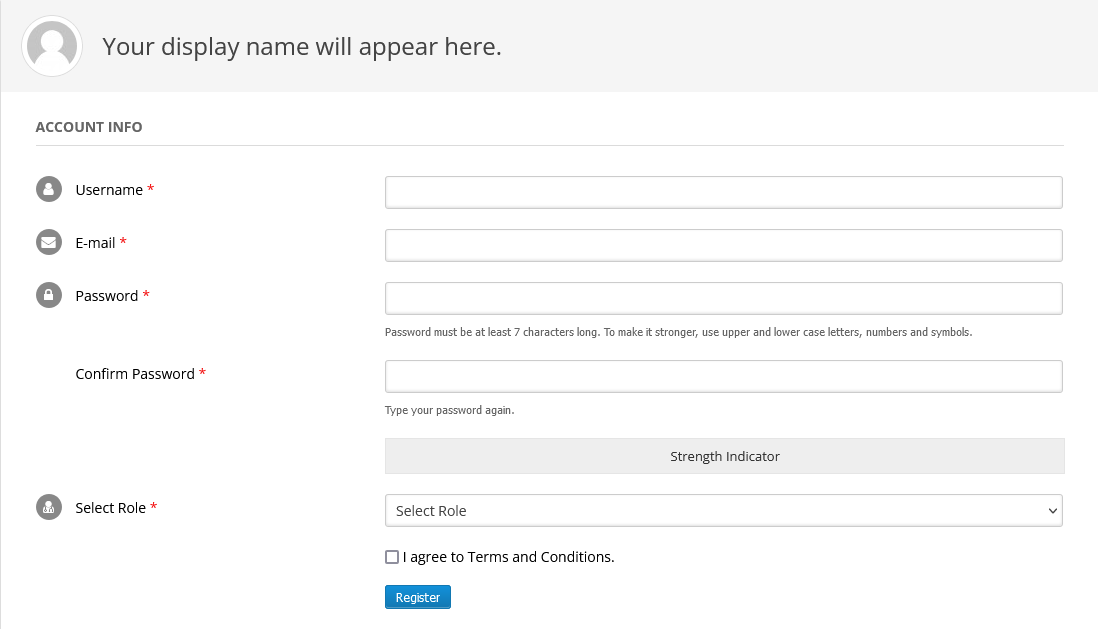 Your display name will appear here.
ACCOUNT INFO
Username *
E-mail *
Password *
Password must be at least 7 characters long. To make it stronger, use upper and lower case letters, numbers and symbols.
Confirm Password *
Type your password again.
Strength Indicator
Select Role *
Select Role
I agree to Terms and Conditions.
Register